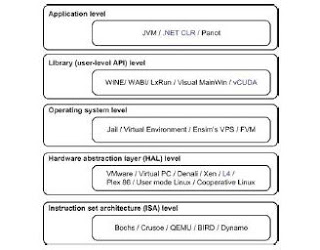 Application level
JVM / .NET CLR / Panot
Library (user-level API) level
WINE/ WABI/ LxRun / Visual MainWin / vCUDA
Operating system level
Jail / Virtual Environment / Ensim's VPS / FVM
Hardware abstraction layer (HAL) level
VMware / Virtual PC / Denali / Xen / L4 /
Plex 86 / User mode Linux / Cooperative Linux
Instruction set architecture (ISA) level
Bochs / Crusoe / QEMU / BIRD / Dynamo